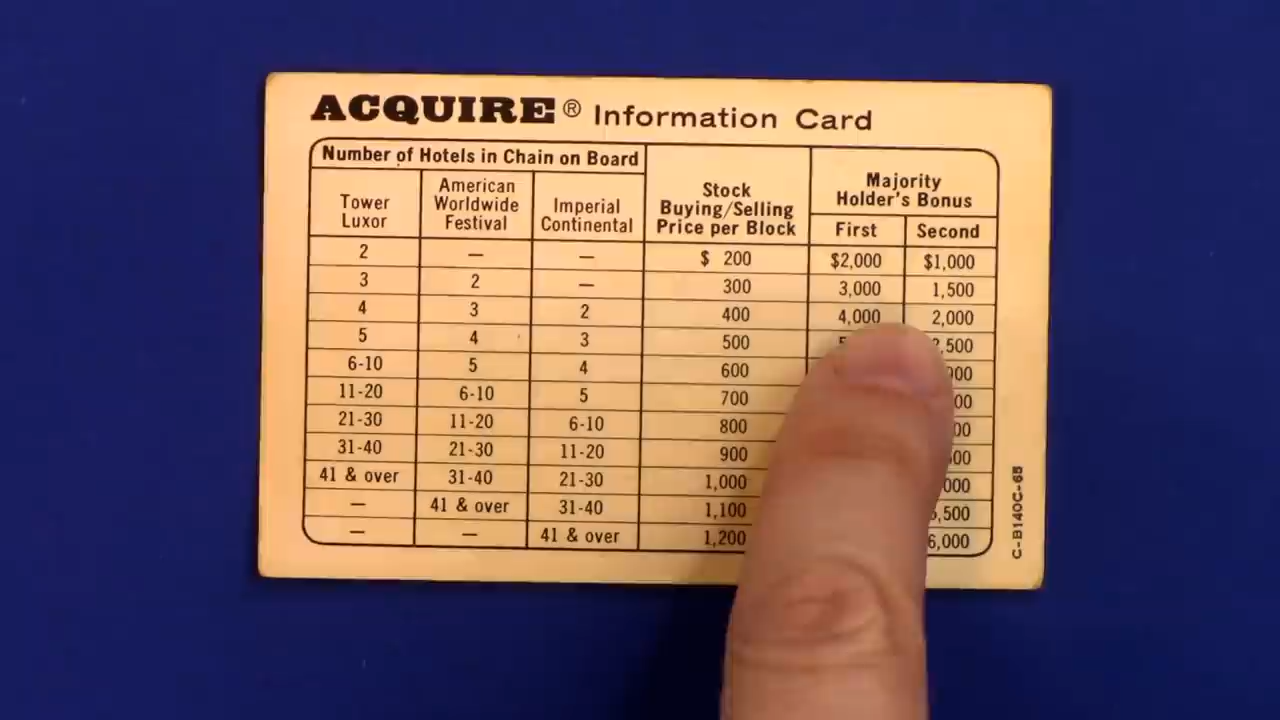 ACQUIRE® Information Card
Number of Hotels in Chain on Board
Tower Luxor
American Worldwide Festival
Imperial Continental
Stock Buying/Selling Price per Block
Majority Holder's Bonus
First Second
2 — — $ 200 $2,000 $1,000
3 2 — 300 3,000 1,500
4 3 2 400 4,000 2,000
5 4 3 500
6-10 5 4 600
11-20 6-10 5 700
21-30 11-20 6-10 800
31-40 21-30 11-20 900
41 & over 31-40 21-30 1,000
— 41 & over 31-40 1,100
— — 41 & over 1,200 6,000
C-B140C-65